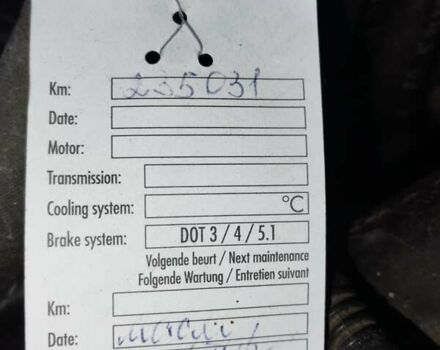 Km: 235031
Date:
Motor:
Transmission:
Cooling system: °C
Brake system: DOT 3 / 4 / 5.1
Volgende beurt / Next maintenance
Folgende Wartung / Entretien suivant
Km:
Date: